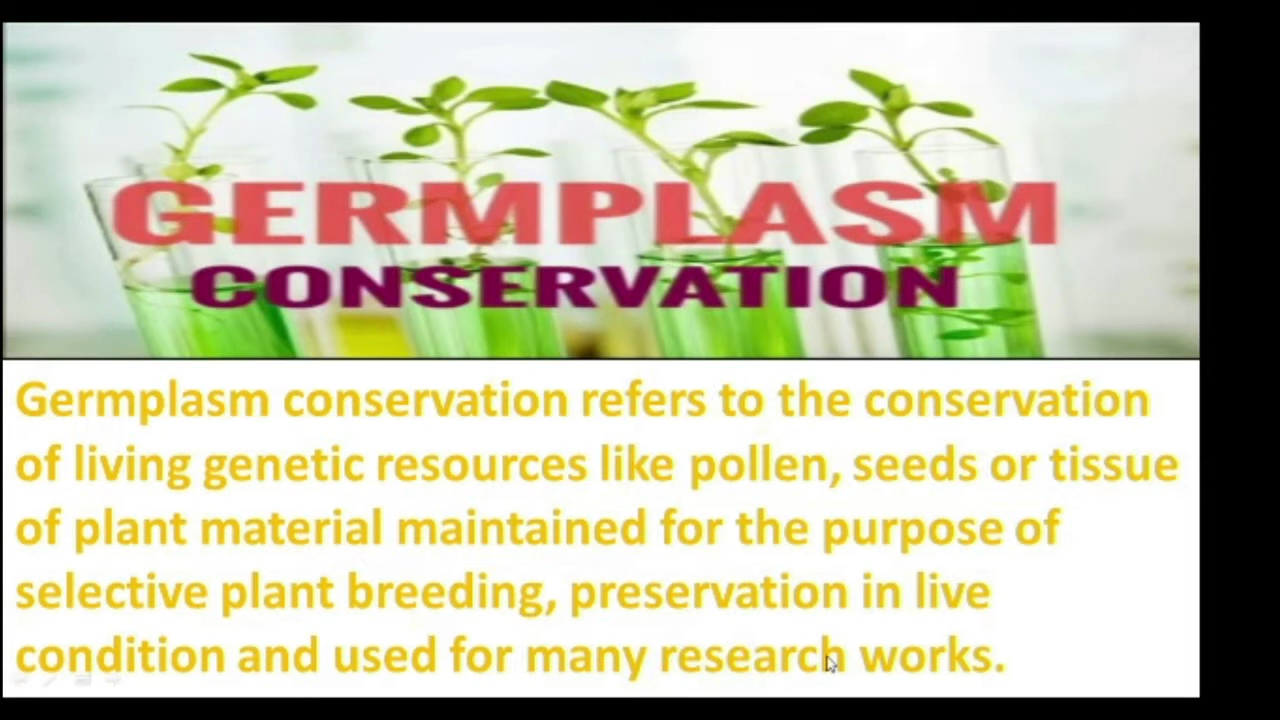 GERMPLASM
CONSERVATION
Germplasm conservation refers to the conservation
of living genetic resources like pollen, seeds or tissue
of plant material maintained for the purpose of
selective plant breeding, preservation in live
condition and used for many research works.